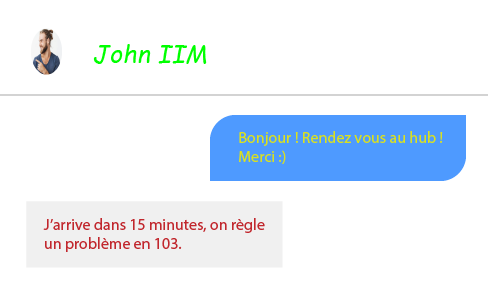 John IIM
Bonjour ! Rendez vous au hub !
Merci :)
J'arrive dans 15 minutes, on règle
un problème en 103.